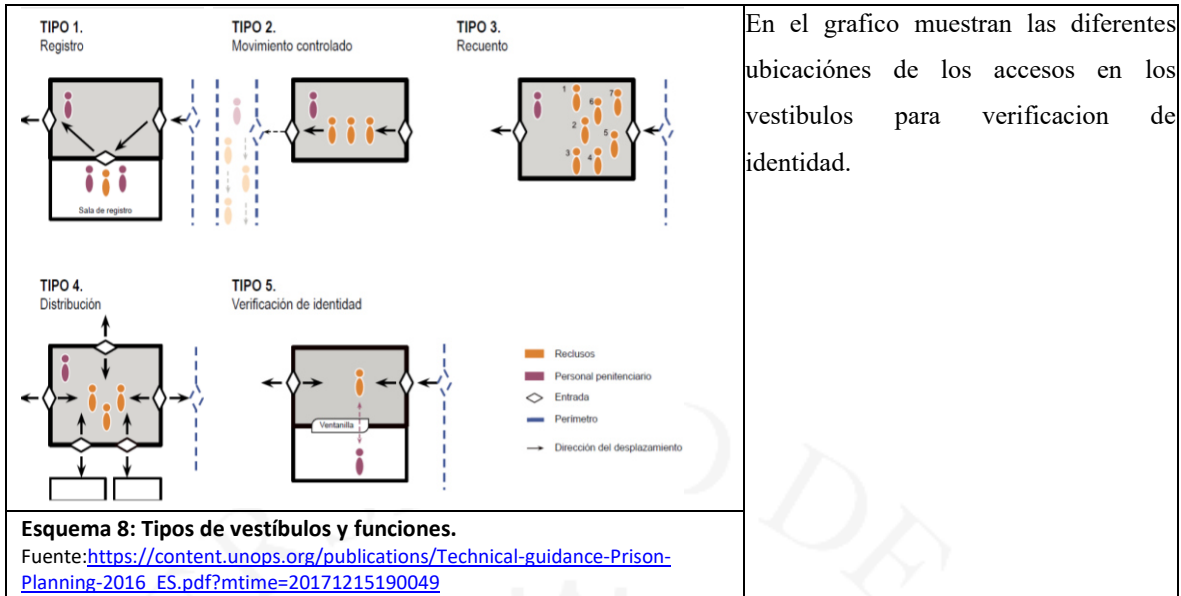 TIPO 1.
Registro
TIPO 2.
Movimiento controlado
TIPO 3.
Recuento
1
7
6
2
5
3
4
Sala de registro
TIPO 4.
Distribución
TIPO 5.
Verificación de identidad
Ventanilla
Reclusos
Personal penitenciario
Entrada
Perímetro
Dirección del desplazamiento
Esquema 8: Tipos de vestíbulos y funciones.
Fuente:https://content.unops.org/publications/Technical-guidance-Prison-
Planning-2016_ES.pdf?mtime=20171215190049
En el grafico muestran las diferentes
ubicaciónes de los accesos en los
vestibulos para verificacion de
identidad.